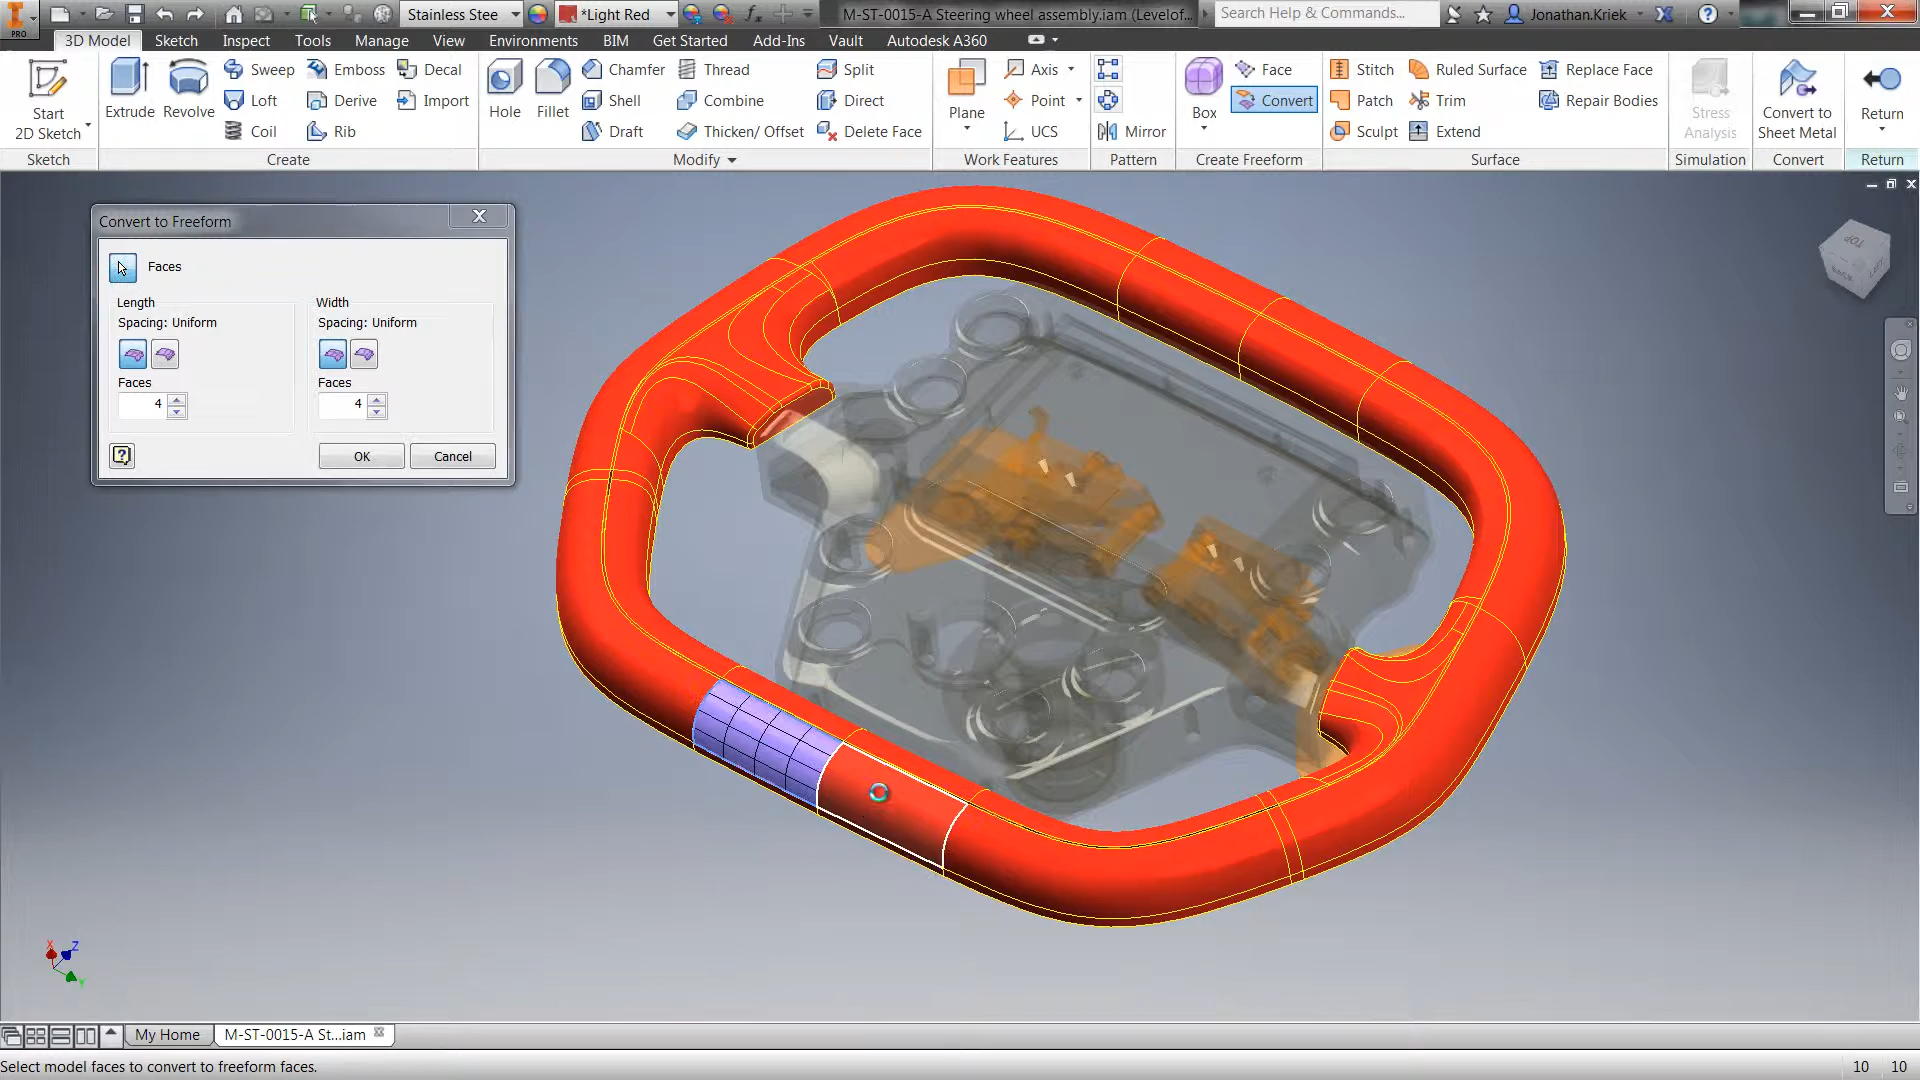 PRO
Stainless Stee
*Light Red
M-ST-0015-A Steering wheel assembly.iam (Levelof...
Search Help & Commands...
Jonathan.Kriek
3D Model
Sketch
Inspect
Tools
Manage
View
Environments
BIM
Get Started
Add-Ins
Vault
Autodesk A360
Start
2D Sketch
Sketch
Extrude
Revolve
Sweep
Loft
Coil
Emboss
Derive
Rib
Decal
Import
Create
Hole
Fillet
Chamfer
Shell
Draft
Thread
Combine
Thicken/ Offset
Split
Direct
Delete Face
Modify
Plane
Axis
Point
UCS
Work Features
Mirror
Pattern
Box
Face
Convert
Create Freeform
Stitch
Patch
Sculpt
Ruled Surface
Trim
Extend
Replace Face
Repair Bodies
Surface
Stress
Analysis
Simulation
Convert to
Sheet Metal
Convert
Return
Return
Convert to Freeform
Faces
Length
Spacing: Uniform
Faces
4
Width
Spacing: Uniform
Faces
4
OK
Cancel
TOP
BACK
LEFT
X
Z
Y
My Home
M-ST-0015-A St...iam
Select model faces to convert to freeform faces.
10 10